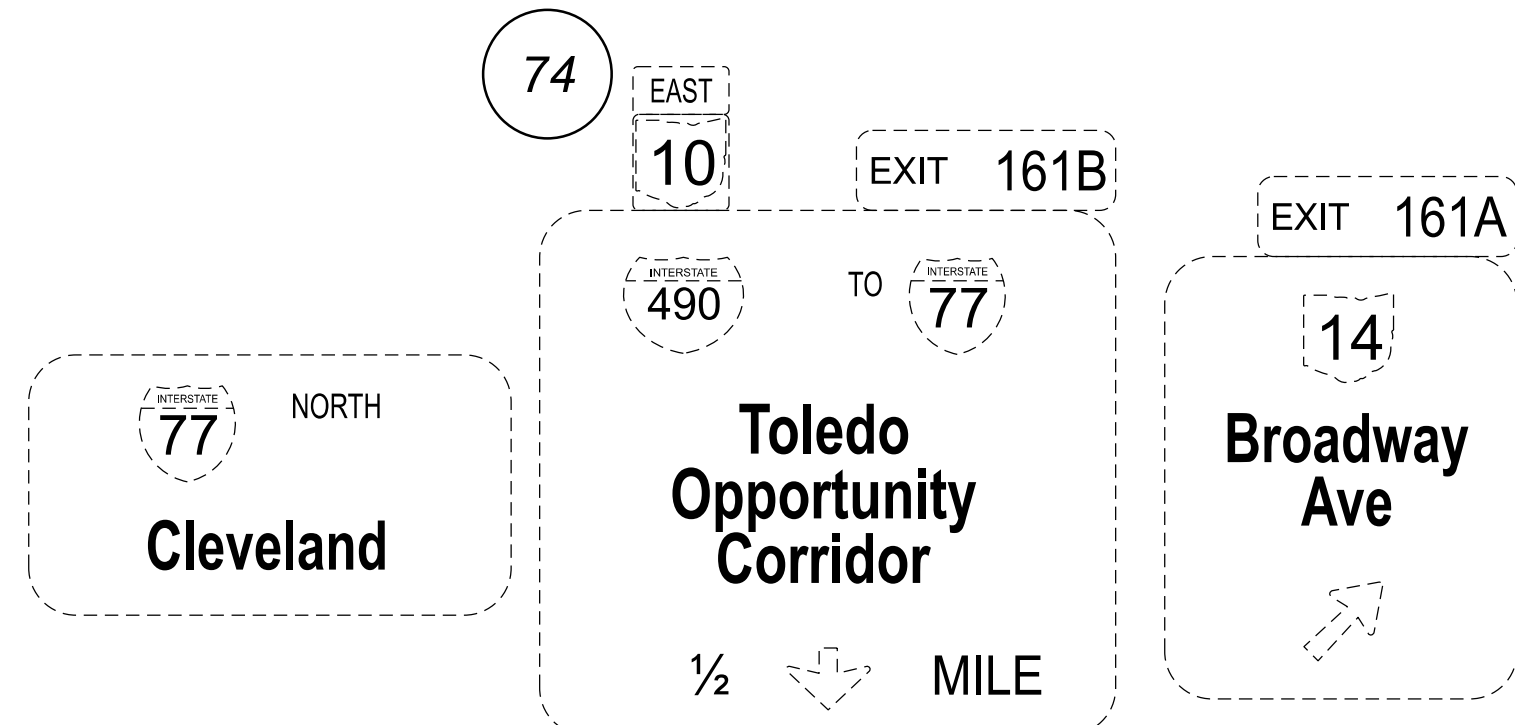 74
EAST
10
EXIT 161B
INTERSTATE
490
TO
INTERSTATE
77
Toledo
Opportunity
Corridor
½ MILE
EXIT 161A
14
Broadway
Ave
INTERSTATE
77
NORTH
Cleveland